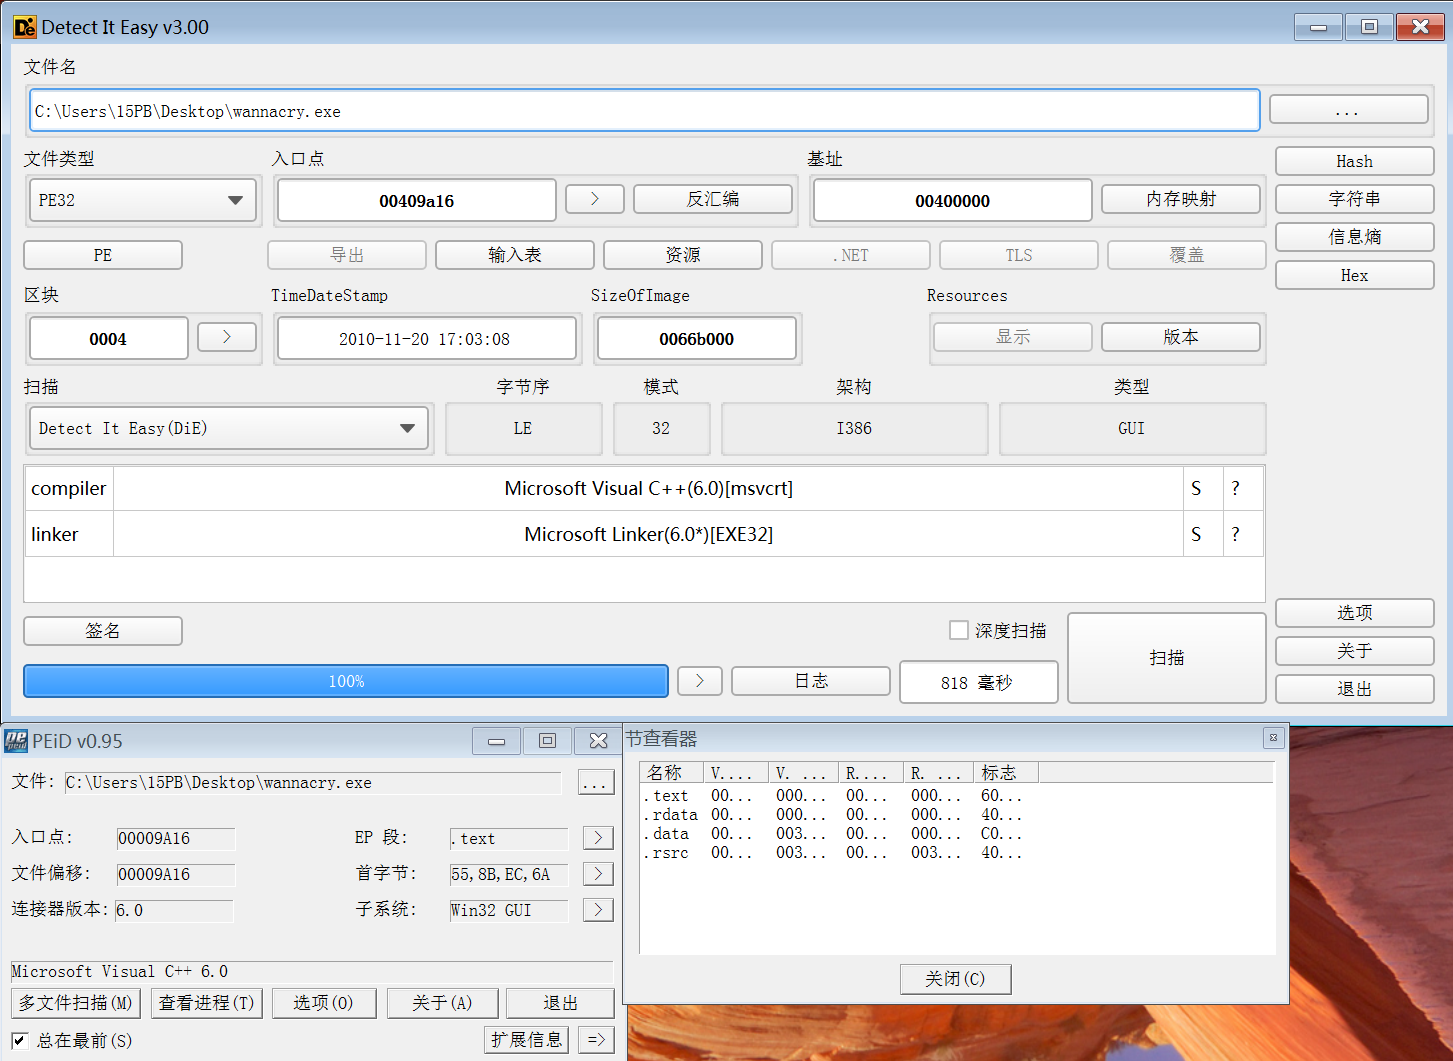 Detect It Easy v3.00
文件名
C:\Users\15PB\Desktop\wannacry.exe ...
文件类型 入口点 基址 Hash
PE32 00409a16 > 反汇编 00400000 内存映射 字符串
PE 导出 输入表 资源 .NET TLS 覆盖 信息熵
Hex
区块 TimeDateStamp SizeOfImage Resources
0004 > 2010-11-20 17:03:08 0066b000 显示 版本
扫描 字节序 模式 架构 类型
Detect It Easy(DiE) LE 32 I386 GUI
compiler Microsoft Visual C++(6.0)[msvcrt] S ?
linker Microsoft Linker(6.0*)[EXE32] S ?
签名 深度扫描 扫描 选项
关于
100% > 日志 818 毫秒 退出
PEiD v0.95
文件: C:\Users\15PB\Desktop\wannacry.exe ...
入口点: 00009A16 EP 段: .text >
文件偏移: 00009A16 首字节: 55,8B,EC,6A >
连接器版本: 6.0 子系统: Win32 GUI >
Microsoft Visual C++ 6.0
多文件扫描(M) 查看进程(T) 选项(O) 关于(A) 退出
总在最前(S) 扩展信息 =>
节查看器
名称 V.... V. ... R.... R. ... 标志
.text 00... 000... 00... 000... 60...
.rdata 00... 000... 00... 000... 40...
.data 00... 003... 00... 000... C0...
.rsrc 00... 003... 00... 003... 40...
关闭(C)